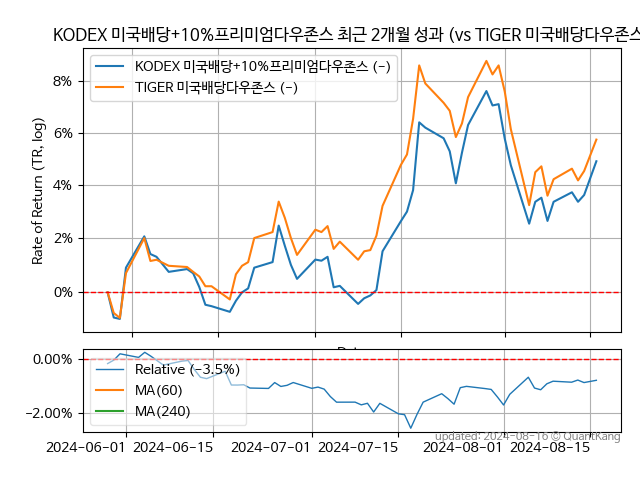 KODEX 미국배당+10%프리미엄다우존스 최근 2개월 성과 (vs TIGER 미국배당다우존스
KODEX 미국배당+10%프리미엄다우존스 (−)
TIGER 미국배당다우존스 (−)
Rate of Return (TR, log)
8%
6%
4%
2%
0%
0.00%
−2.00%
Relative (−3.5%)
MA(60)
MA(240)
updated: 2024-08-16 © QuantKang
2024-06-01
2024-06-15
2024-07-01
2024-07-15
2024-08-01
2024-08-15